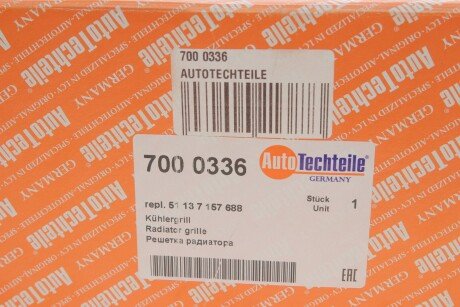 700 0336
AUTOTECHTEILE
700 0336
AutoTechteile®
GERMANY
repl. 51 13 7 157 688
Stück
Unit
1
Kühlergrill
Radiator grille
Решетка радиатора
EAC